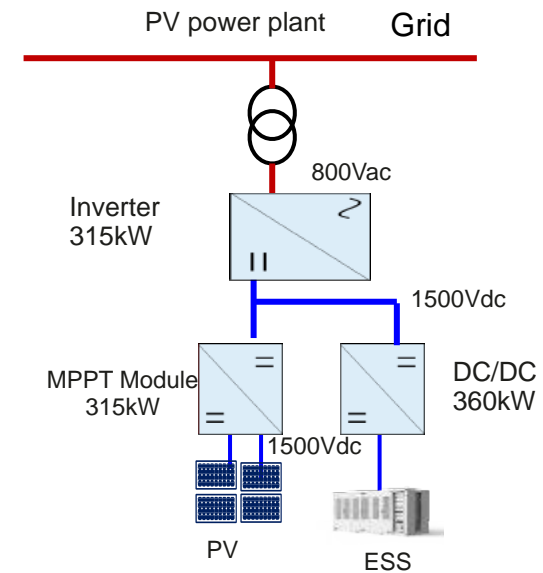 PV power plant
Grid
800Vac
Inverter
315kW
1500Vdc
MPPT Module
315kW
DC/DC
360kW
1500Vdc
PV
ESS